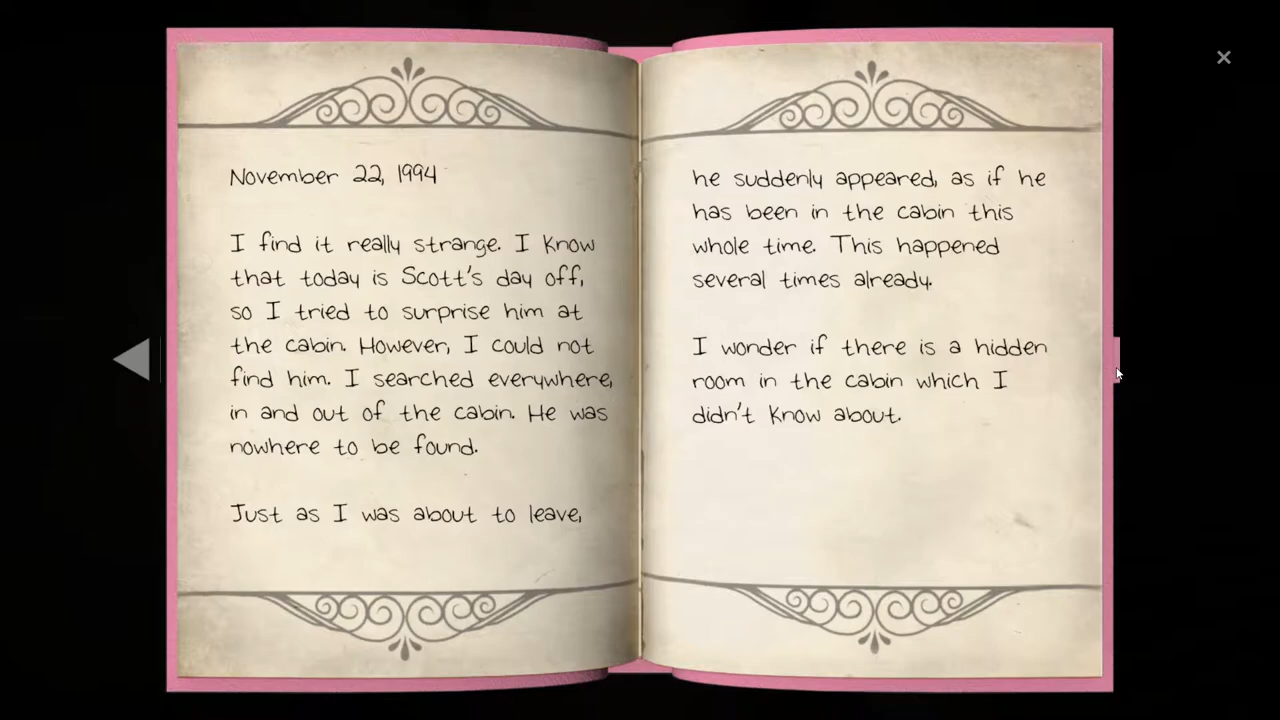 November 22, 1994
I find it really strange. I know
that today is Scott's day off,
so I tried to surprise him at
the cabin. However, I could not
find him. I searched everywhere,
in and out of the cabin. He was
nowhere to be found.
Just as I was about to leave,
he suddenly appeared, as if he
has been in the cabin this
whole time. This happened
several times already.
I wonder if there is a hidden
room in the cabin which I
didn't know about.